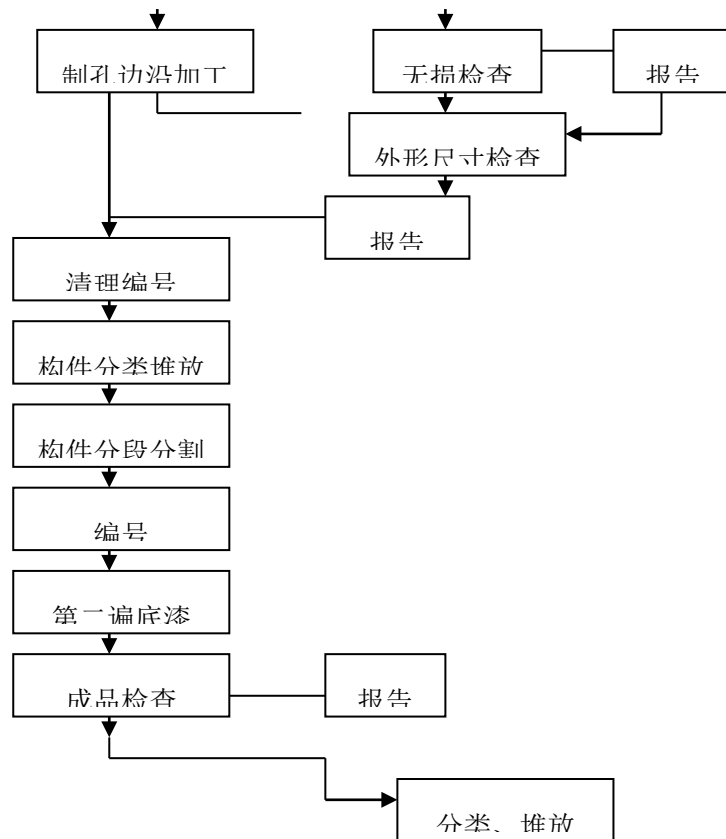 制孔边沿加工
无损检查
报告
外形尺寸检查
报告
清理编号
构件分类堆放
构件分段分割
编号
第二遍底漆
成品检查
报告
分类、堆放